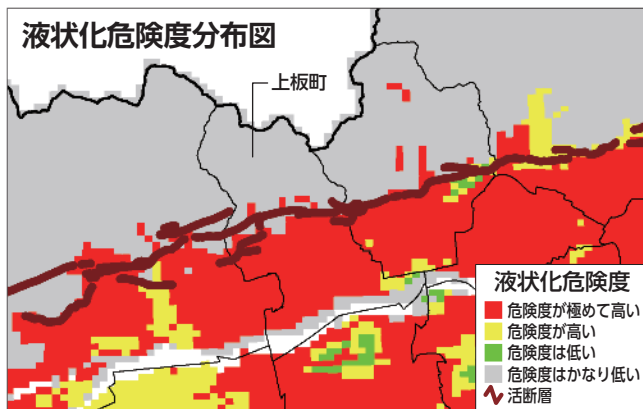 液状化危険度分布図
上板町
液状化危険度
危険度が極めて高い
危険度が高い
危険度は低い
危険度はかなり低い
活断層